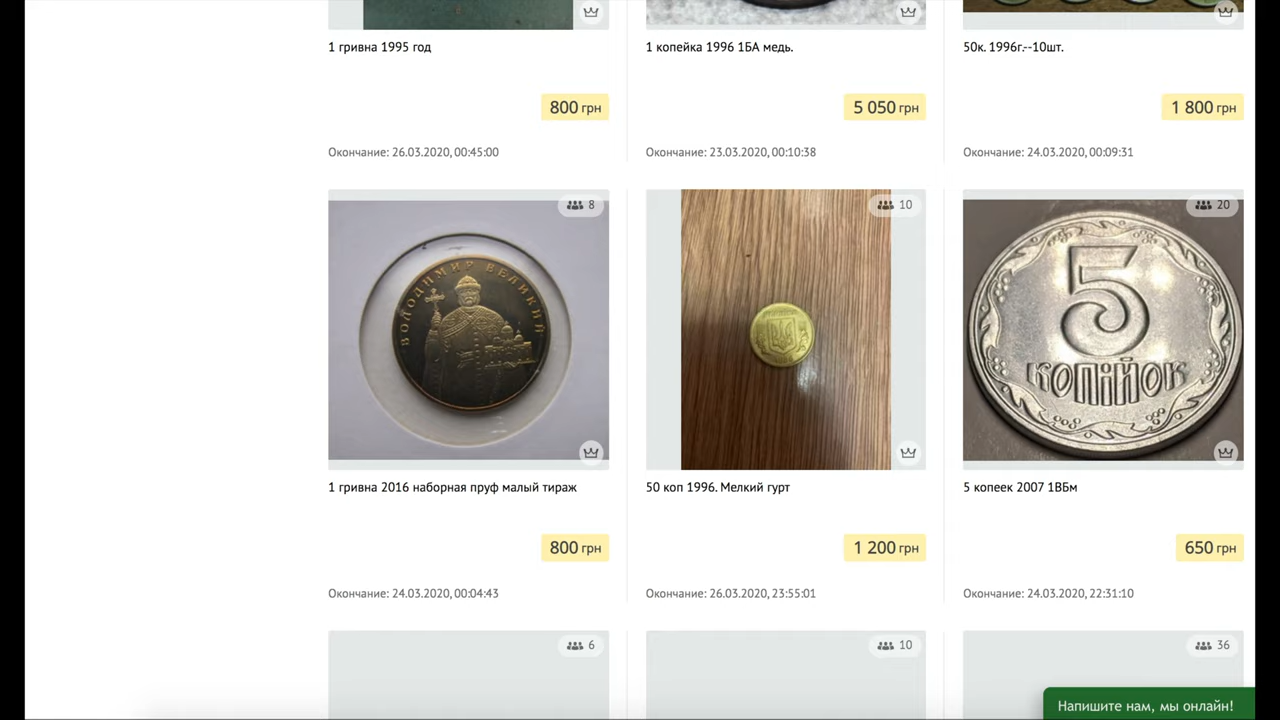 1 гривна 1995 год
1 копейка 1996 1БА медь.
50к. 1996г.--10шт.
800 грн
5 050 грн
1 800 грн
Окончание: 26.03.2020, 00:45:00
Окончание: 23.03.2020, 00:10:38
Окончание: 24.03.2020, 00:09:31
8
10
20
ВОЛОДИМИР ВЕЛИКИЙ
5
КОПІЙОК
1 гривна 2016 наборная пруф малый тираж
50 коп 1996. Мелкий гурт
5 копеек 2007 1ВБм
800 грн
1 200 грн
650 грн
Окончание: 24.03.2020, 00:04:43
Окончание: 26.03.2020, 23:55:01
Окончание: 24.03.2020, 22:31:10
6
10
36
Напишите нам, мы онлайн!